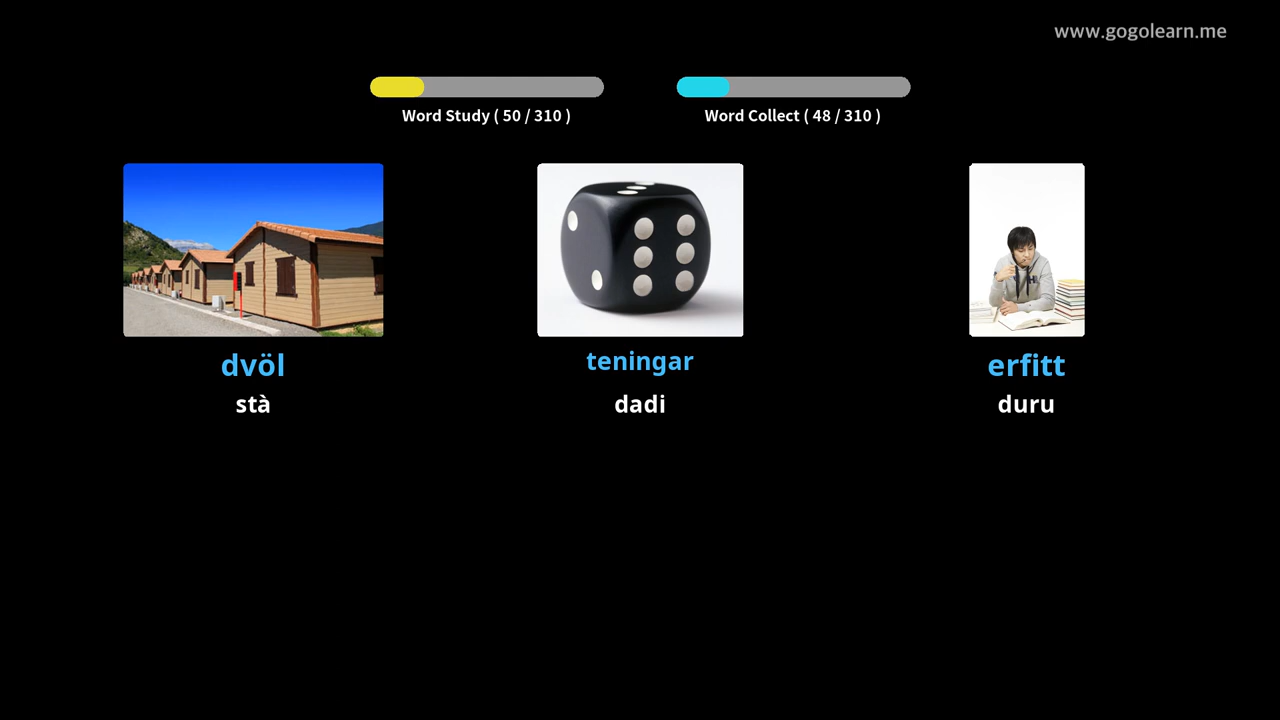 www.gogolearn.me
Word Study ( 50 / 310 )
Word Collect ( 48 / 310 )
dvöl
stà
teningar
dadi
erfitt
duru